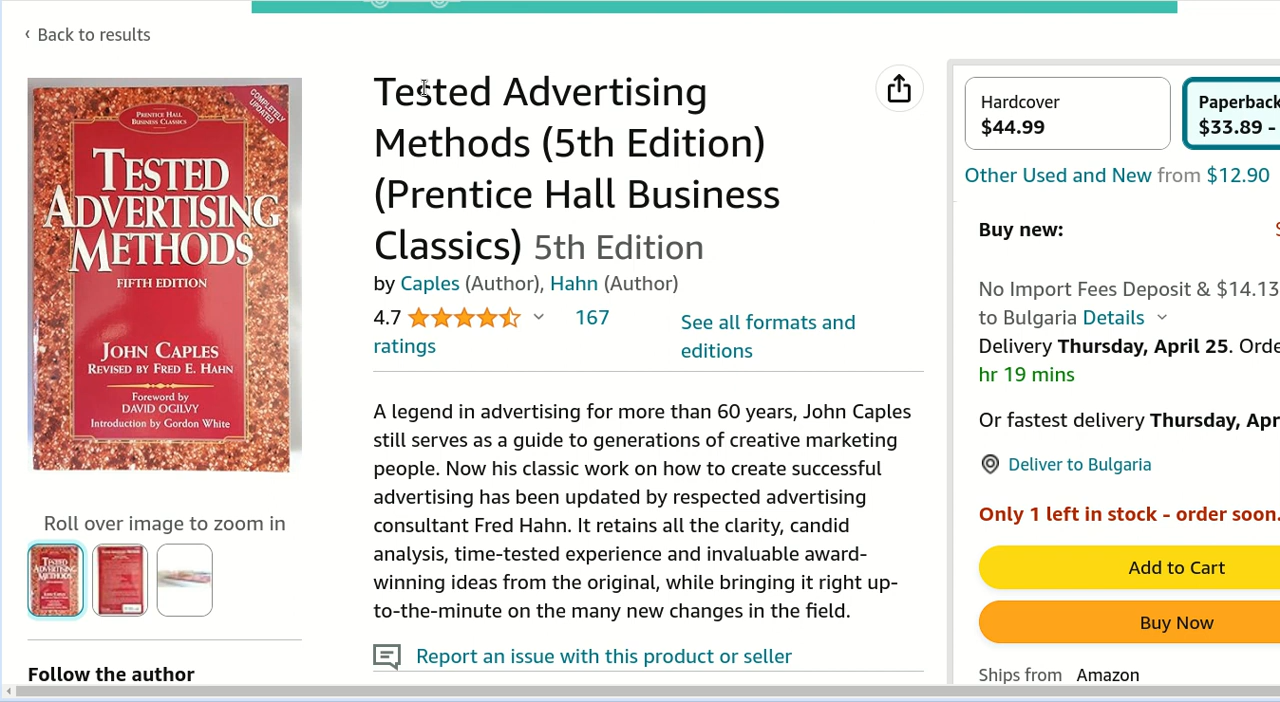 ‹ Back to results
COMPLETELY
UPDATED
PRENTICE HALL
BUSINESS CLASSICS
TESTED
ADVERTISING
METHODS
FIFTH EDITION
JOHN CAPLES
REVISED BY FRED E. HAHN
Foreword by
DAVID OGILVY
Introduction by Gordon White
Roll over image to zoom in
Follow the author
Tested Advertising
Methods (5th Edition)
(Prentice Hall Business
Classics) 5th Edition
by Caples (Author), Hahn (Author)
4.7 167
ratings
See all formats and
editions
A legend in advertising for more than 60 years, John Caples
still serves as a guide to generations of creative marketing
people. Now his classic work on how to create successful
advertising has been updated by respected advertising
consultant Fred Hahn. It retains all the clarity, candid
analysis, time-tested experience and invaluable award-
winning ideas from the original, while bringing it right up-
to-the-minute on the many new changes in the field.
Report an issue with this product or seller
Hardcover
$44.99
Paperback
$33.89 -
Other Used and New from $12.90
Buy new:
No Import Fees Deposit & $14.13
to Bulgaria Details
Delivery Thursday, April 25. Orde
hr 19 mins
Or fastest delivery Thursday, Apr
Deliver to Bulgaria
Only 1 left in stock - order soon.
Add to Cart
Buy Now
Ships from Amazon